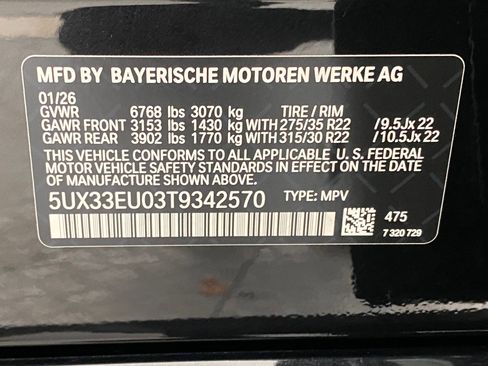 MFD BY BAYERISCHE MOTOREN WERKE AG
01/26
GVWR 6768 lbs 3070 kg TIRE / RIM
GAWR FRONT 3153 lbs 1430 kg WITH 275/35 R22 /9.5Jx 22
GAWR REAR 3902 lbs 1770 kg WITH 315/30 R22 /10.5Jx 22
THIS VEHICLE CONFORMS TO ALL APPLICABLE U. S. FEDERAL
MOTOR VEHICLE SAFETY STANDARDS IN EFFECT ON THE DATE
OF MANUFACTURE SHOWN ABOVE.
5UX33EU03T9342570 TYPE: MPV
475
7 320 729